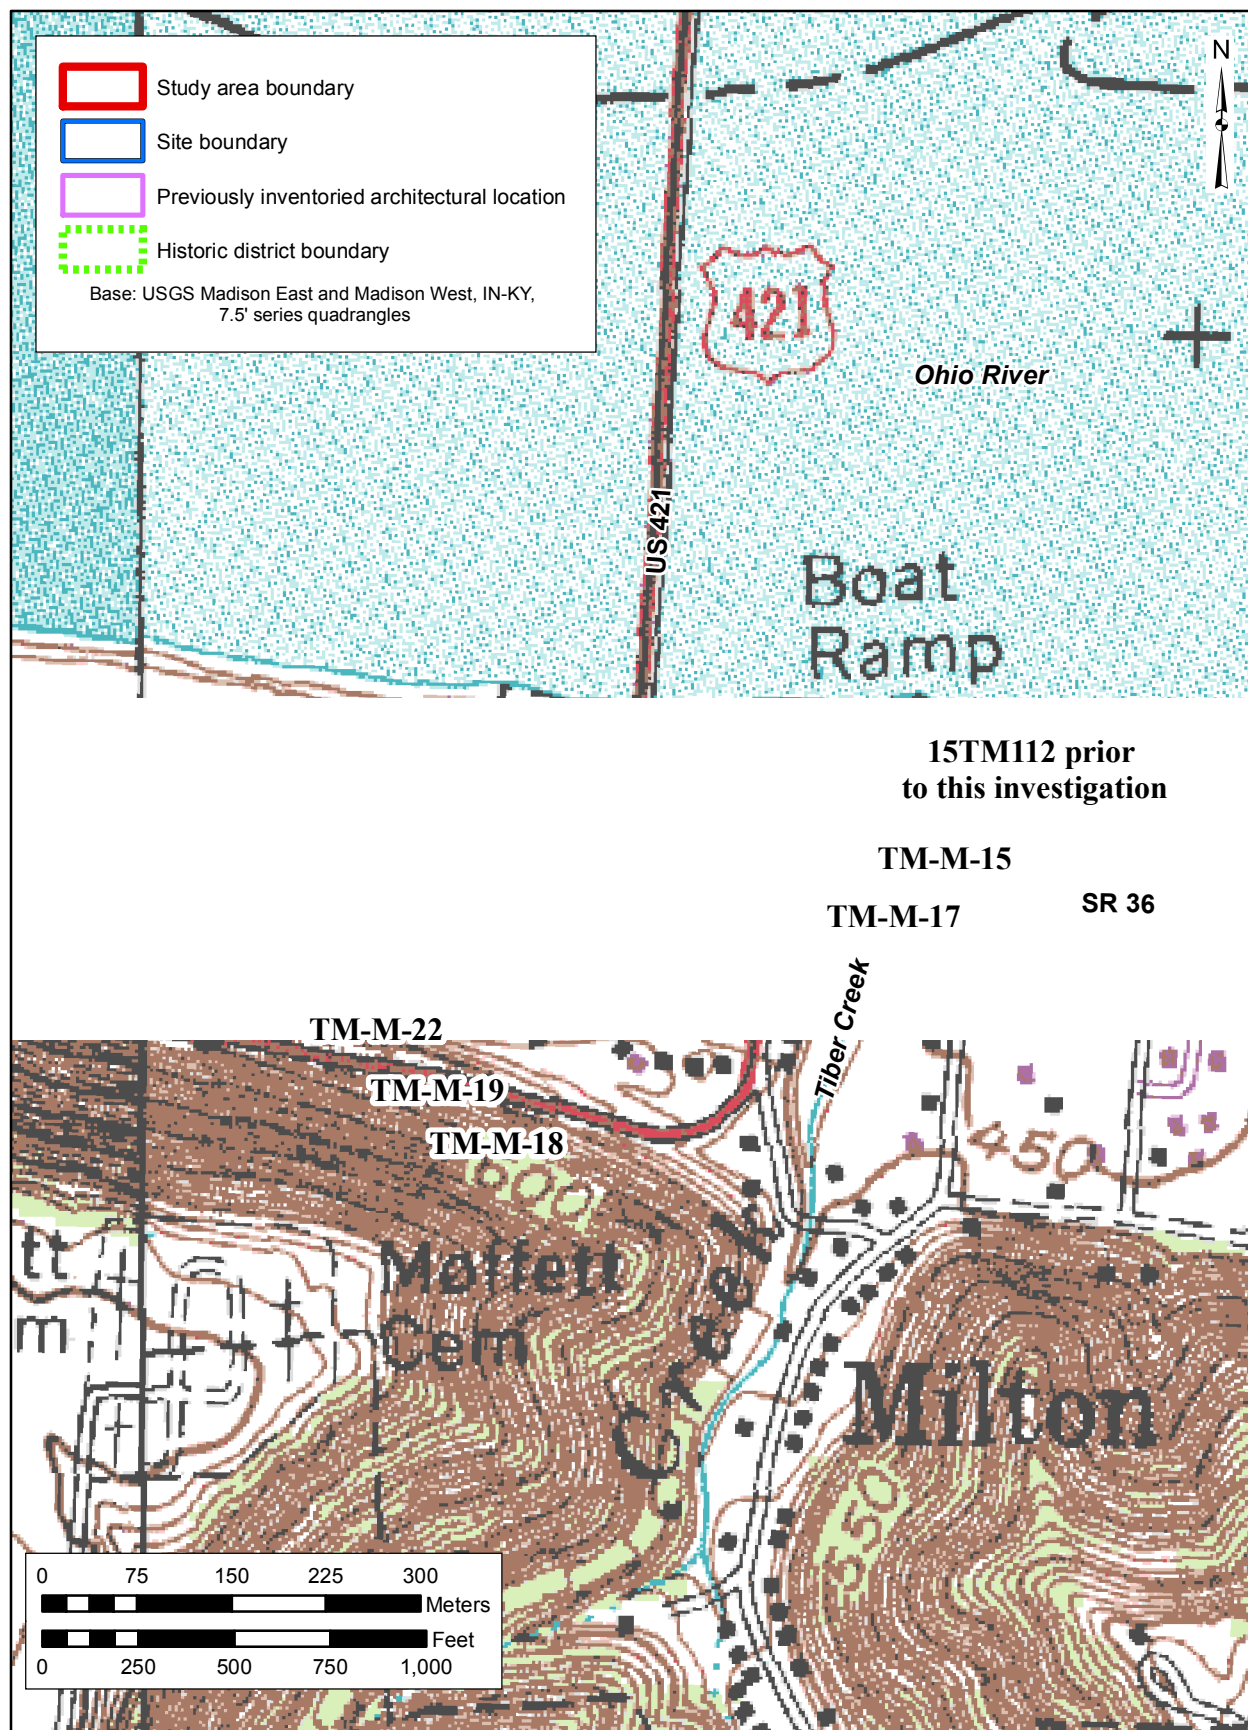 Study area boundary
Site boundary
Previously inventoried architectural location
Historic district boundary
Base: USGS Madison East and Madison West, IN-KY,
7.5' series quadrangles
N
421
Ohio River
US 421
Boat
Ramp
15TM112 prior
to this investigation
TM-M-15
TM-M-17
SR 36
Tiber Creek
TM-M-22
TM-M-19
TM-M-18
600
450
tt
m
Moffett
Cem
Creek
Milton
550
0 75 150 225 300
Meters
Feet
0 250 500 750 1,000